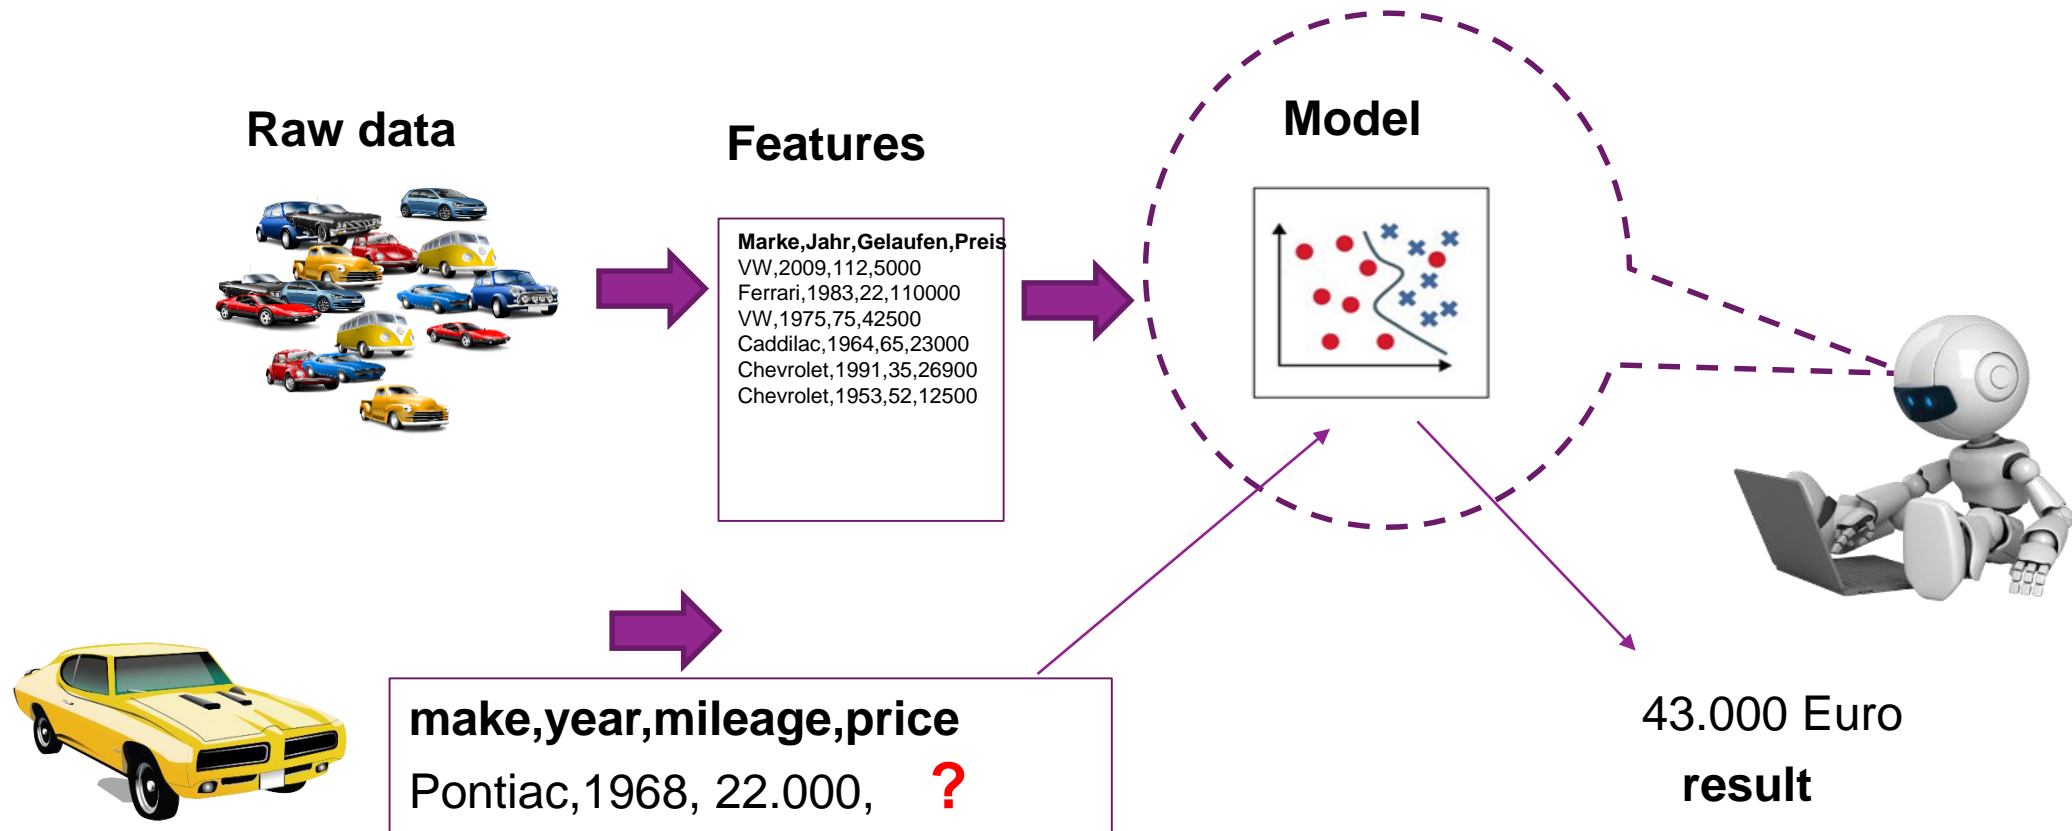 Raw data
Features
Model
Marke,Jahr,Gelaufen,Preis
VW,2009,112,5000
Ferrari,1983,22,110000
VW,1975,75,42500
Caddilac,1964,65,23000
Chevrolet,1991,35,26900
Chevrolet,1953,52,12500
make,year,mileage,price
Pontiac,1968, 22.000, ?
43.000 Euro
result